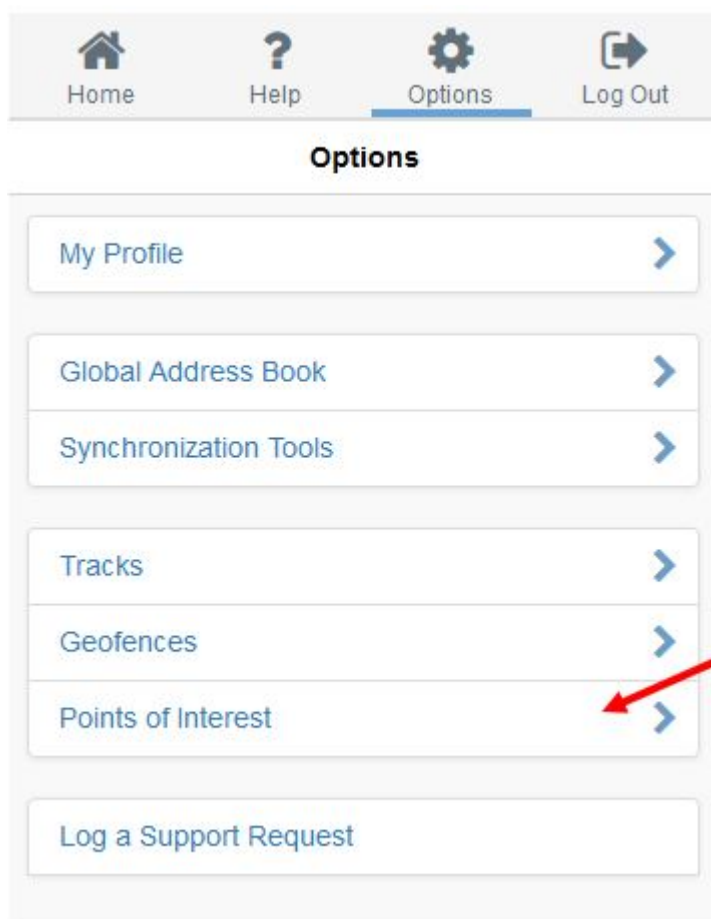 Home Help Options Log Out
Options
My Profile
Global Address Book
Synchronization Tools
Tracks
Geofences
Points of Interest
Log a Support Request